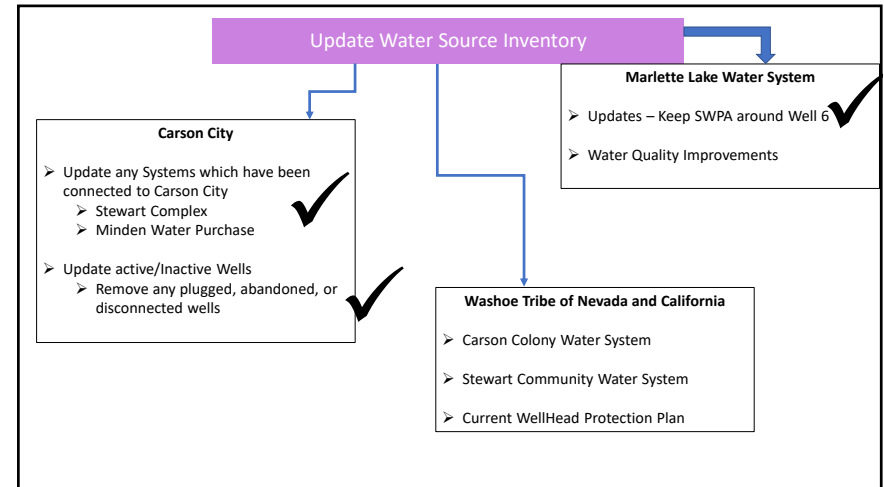 Update Water Source Inventory
Marlette Lake Water System
➢ Updates – Keep SWPA around Well 6
➢ Water Quality Improvements
Carson City
➢ Update any Systems which have been
connected to Carson City
➢ Stewart Complex
➢ Minden Water Purchase
➢ Update active/Inactive Wells
➢ Remove any plugged, abandoned, or
disconnected wells
Washoe Tribe of Nevada and California
➢ Carson Colony Water System
➢ Stewart Community Water System
➢ Current WellHead Protection Plan